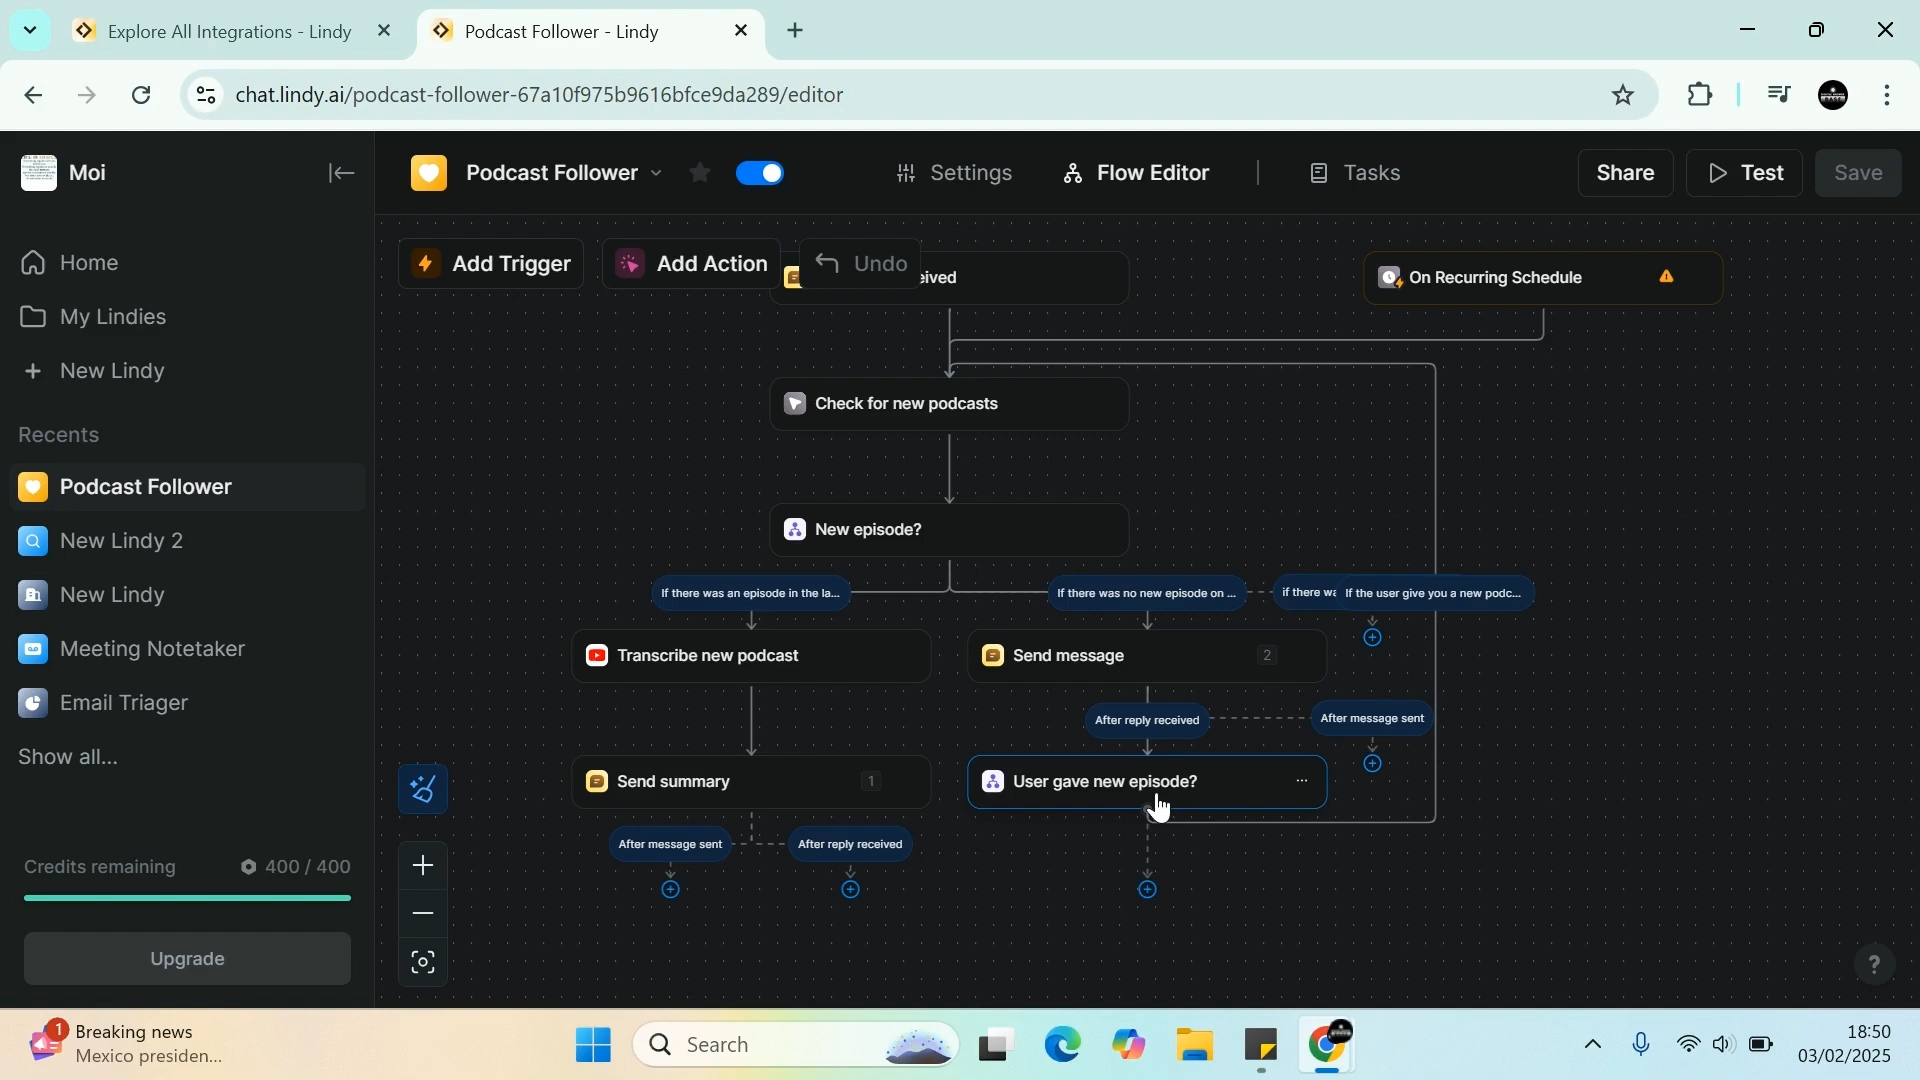 Explore All Integrations - Lindy
Podcast Follower - Lindy
chat.lindy.ai/podcast-follower-67a10f975b9616bfce9da289/editor
Moi
Podcast Follower
Settings
Flow Editor
Tasks
Share
Test
Save
Home
My Lindies
New Lindy
Recents
Podcast Follower
New Lindy 2
New Lindy
Meeting Notetaker
Email Triager
Show all...
Credits remaining
400 / 400
Upgrade
Add Trigger
Add Action
Undo
eived
On Recurring Schedule
Check for new podcasts
New episode?
If there was an episode in the la...
If there was no new episode on ...
if there wa
If the user give you a new podc...
Transcribe new podcast
Send message
2
After reply received
After message sent
Send summary
1
User gave new episode?
...
After message sent
After reply received
?
1
Breaking news
Mexico presiden...
Search
18:50
03/02/2025